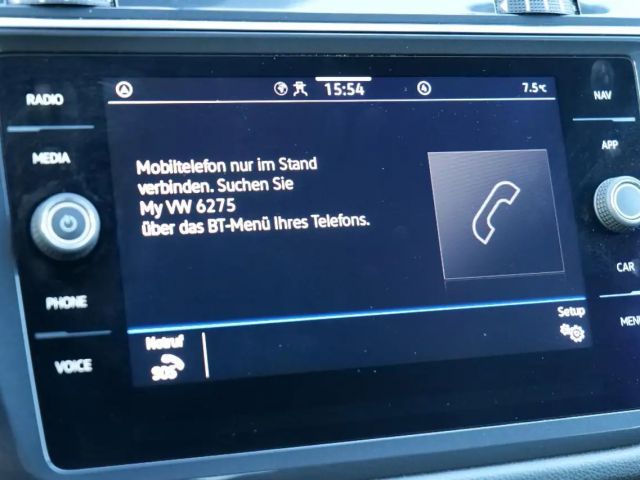 RADIO
MEDIA
PHONE
VOICE
15:54
7.5°C
Mobiltelefon nur im Stand
verbinden. Suchen Sie
My VW 6275
über das BT-Menü Ihres Telefons.
Notruf
SOS
Setup
NAV
APP
CAR
MENU